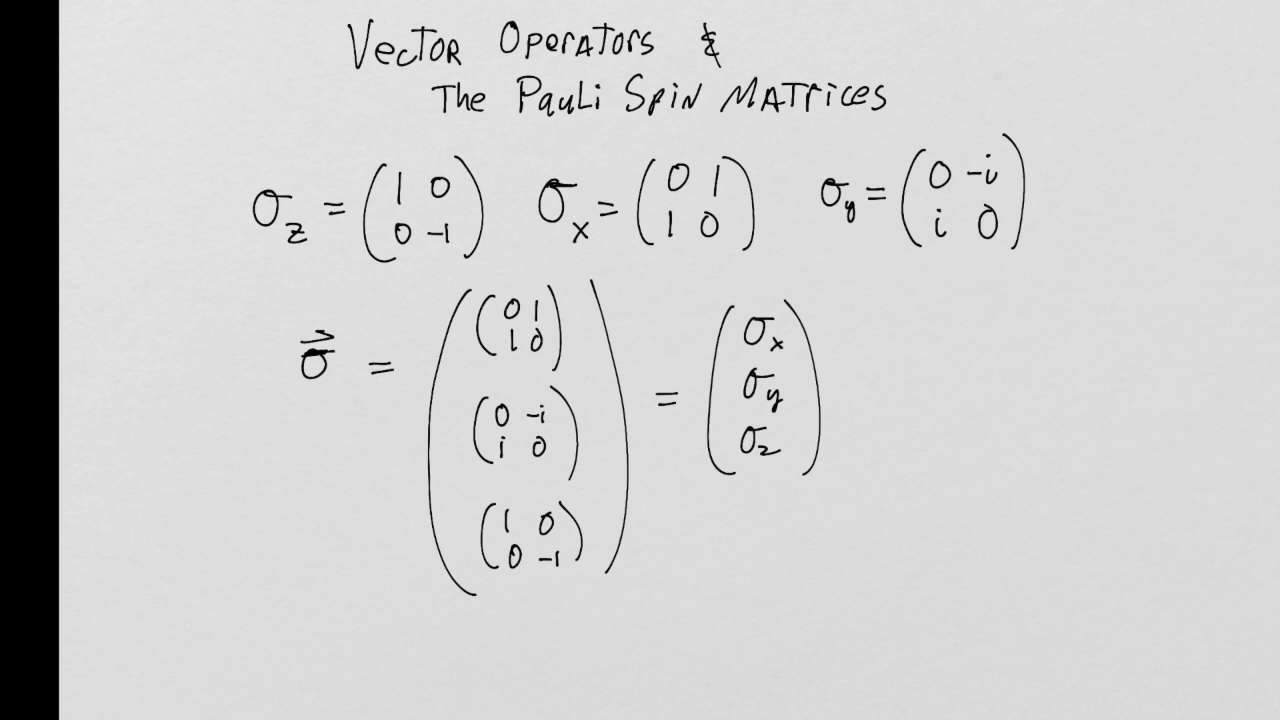 Vector Operators &
The Pauli Spin Matrices
σz = (1 0 0 -1) σx = (0 1 1 0) σy = (0 -i i 0)
σ⃗ = ((0 1 1 0) (0 -i i 0) (1 0 0 -1)) = (σx σy σz)